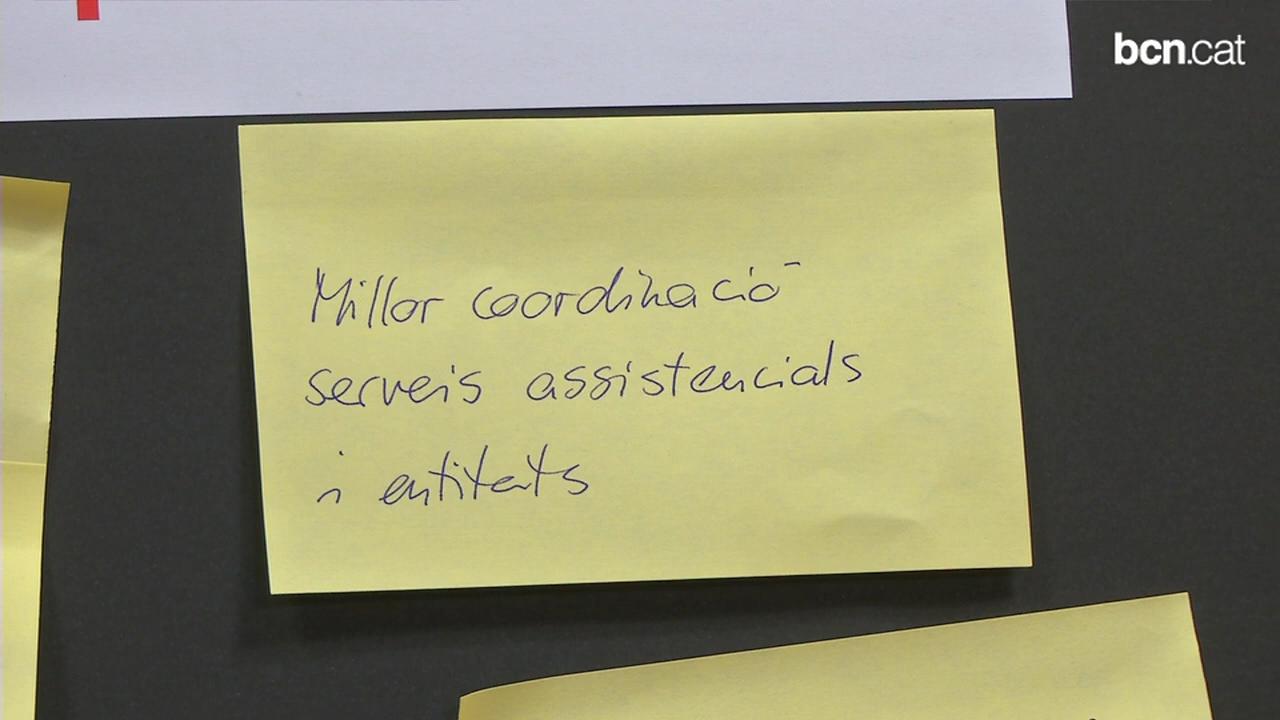 bcn.cat
Millor coordinació
serveis assistencials
i entitats